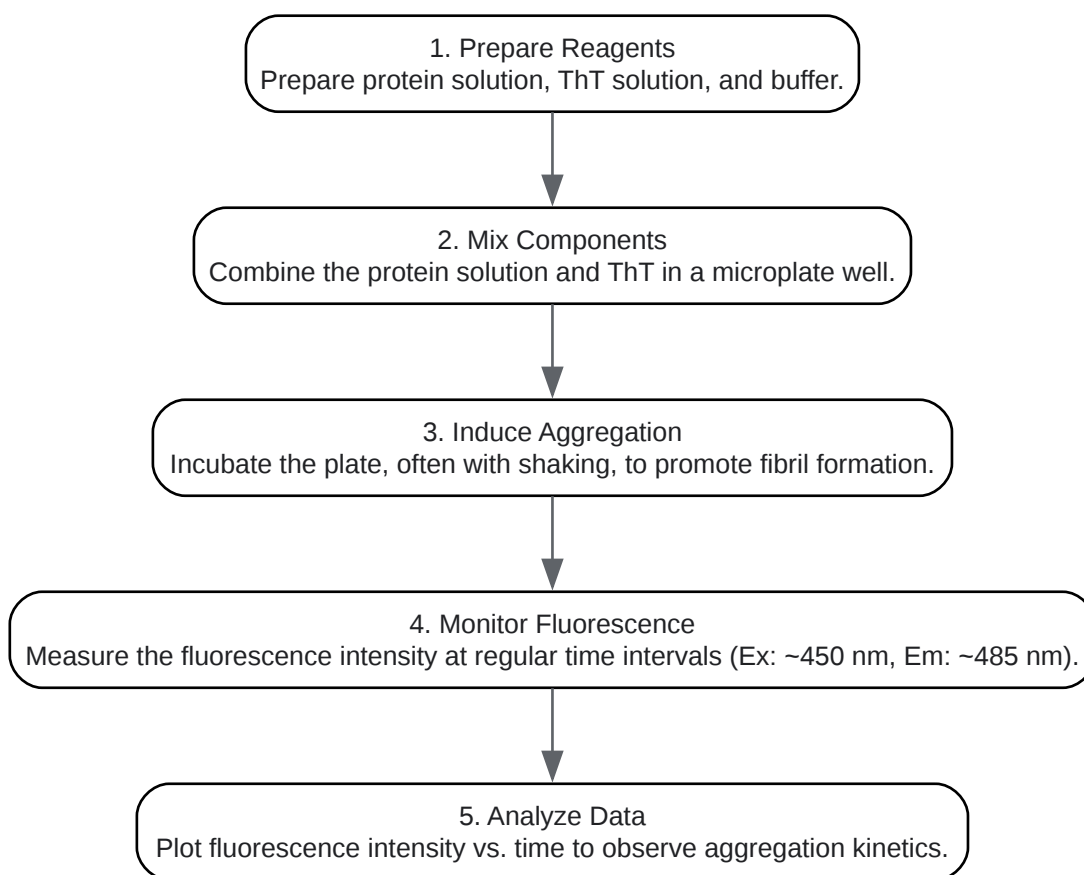 1. Prepare Reagents
Prepare protein solution, ThT solution, and buffer.
2. Mix Components
Combine the protein solution and ThT in a microplate well.
3. Induce Aggregation
Incubate the plate, often with shaking, to promote fibril formation.
4. Monitor Fluorescence
Measure the fluorescence intensity at regular time intervals (Ex: ~450 nm, Em: ~485 nm).
5. Analyze Data
Plot fluorescence intensity vs. time to observe aggregation kinetics.